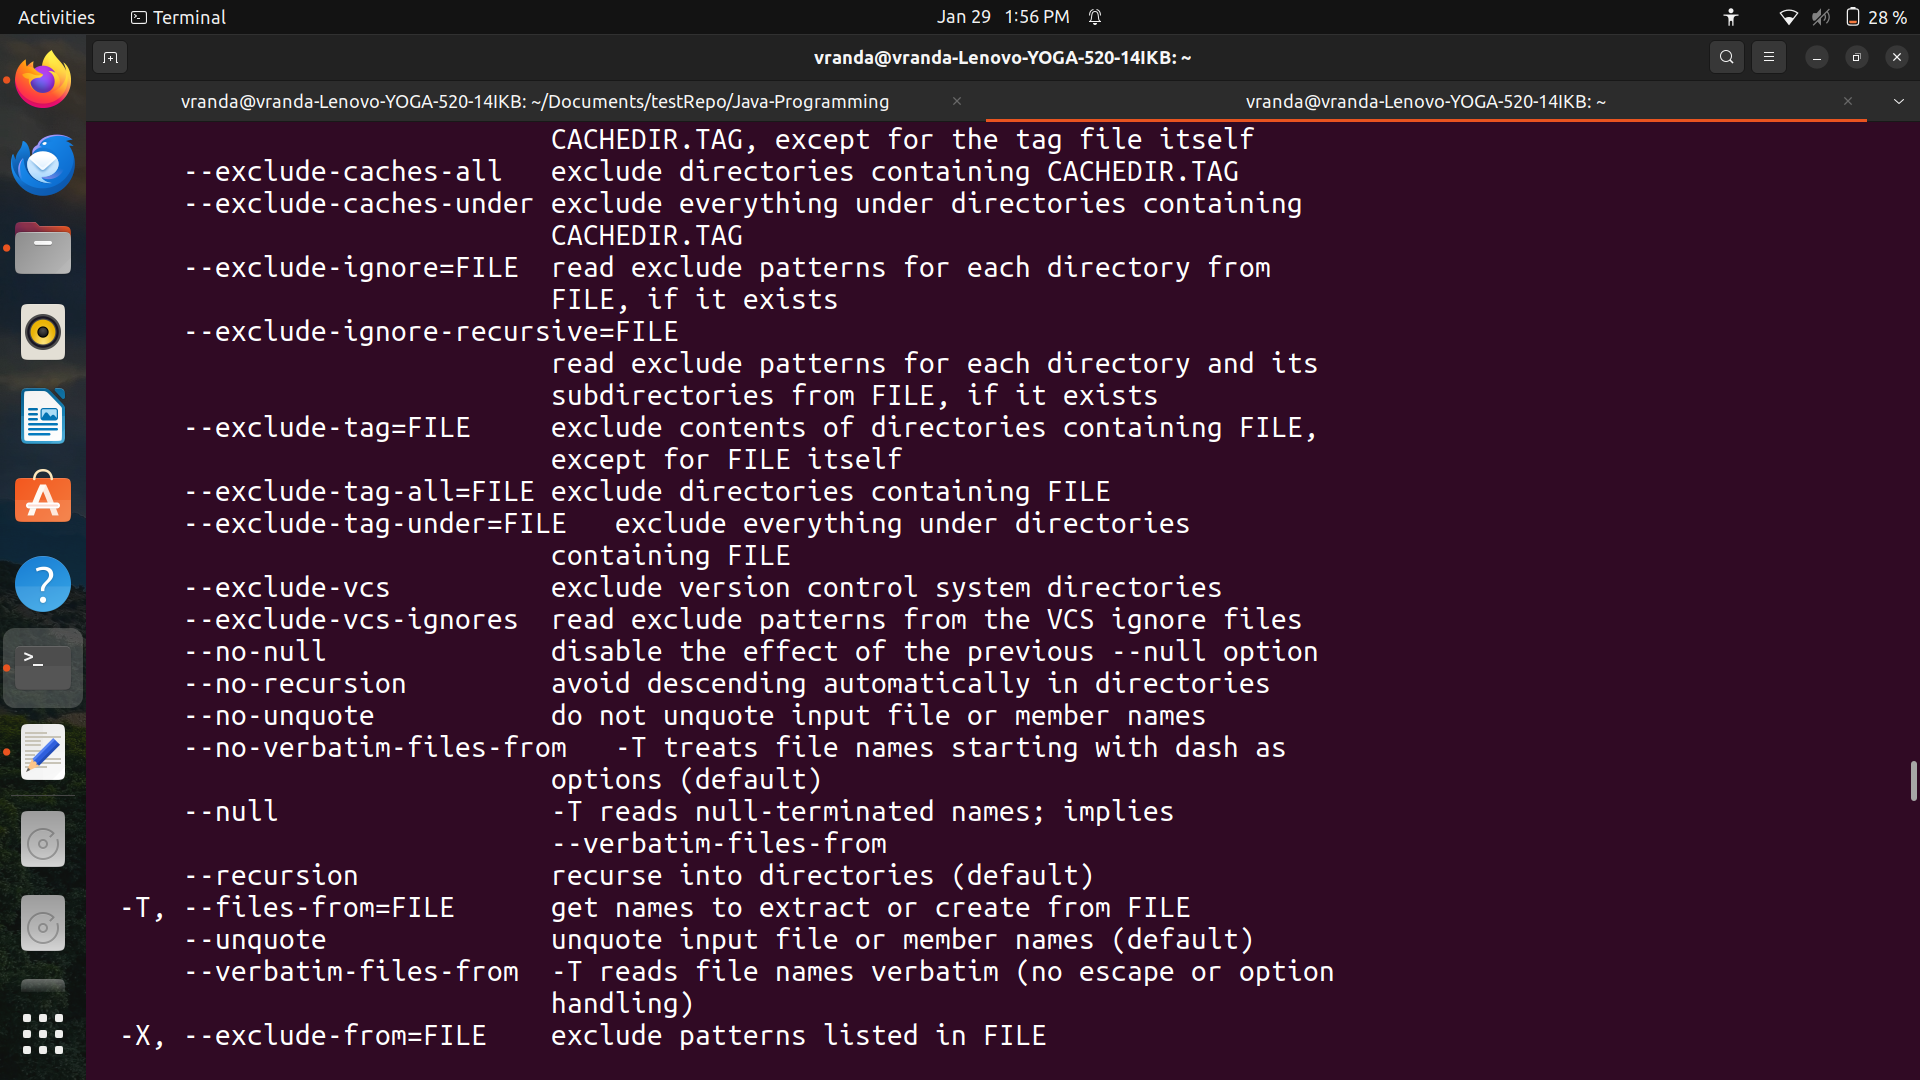 Activities
Terminal
Jan 29 1:56 PM
28 %
vranda@vranda-Lenovo-YOGA-520-14IKB: ~
vranda@vranda-Lenovo-YOGA-520-14IKB: ~/Documents/testRepo/Java-Programming
vranda@vranda-Lenovo-YOGA-520-14IKB: ~
CACHEDIR.TAG, except for the tag file itself
--exclude-caches-all   exclude directories containing CACHEDIR.TAG
--exclude-caches-under exclude everything under directories containing
CACHEDIR.TAG
--exclude-ignore=FILE  read exclude patterns for each directory from
FILE, if it exists
--exclude-ignore-recursive=FILE
read exclude patterns for each directory and its
subdirectories from FILE, if it exists
--exclude-tag=FILE     exclude contents of directories containing FILE,
except for FILE itself
--exclude-tag-all=FILE exclude directories containing FILE
--exclude-tag-under=FILE   exclude everything under directories
containing FILE
--exclude-vcs          exclude version control system directories
--exclude-vcs-ignores  read exclude patterns from the VCS ignore files
--no-null              disable the effect of the previous --null option
--no-recursion         avoid descending automatically in directories
--no-unquote           do not unquote input file or member names
--no-verbatim-files-from   -T treats file names starting with dash as
options (default)
--null                 -T reads null-terminated names; implies
--verbatim-files-from
--recursion            recurse into directories (default)
-T, --files-from=FILE      get names to extract or create from FILE
--unquote              unquote input file or member names (default)
--verbatim-files-from  -T reads file names verbatim (no escape or option
handling)
-X, --exclude-from=FILE    exclude patterns listed in FILE